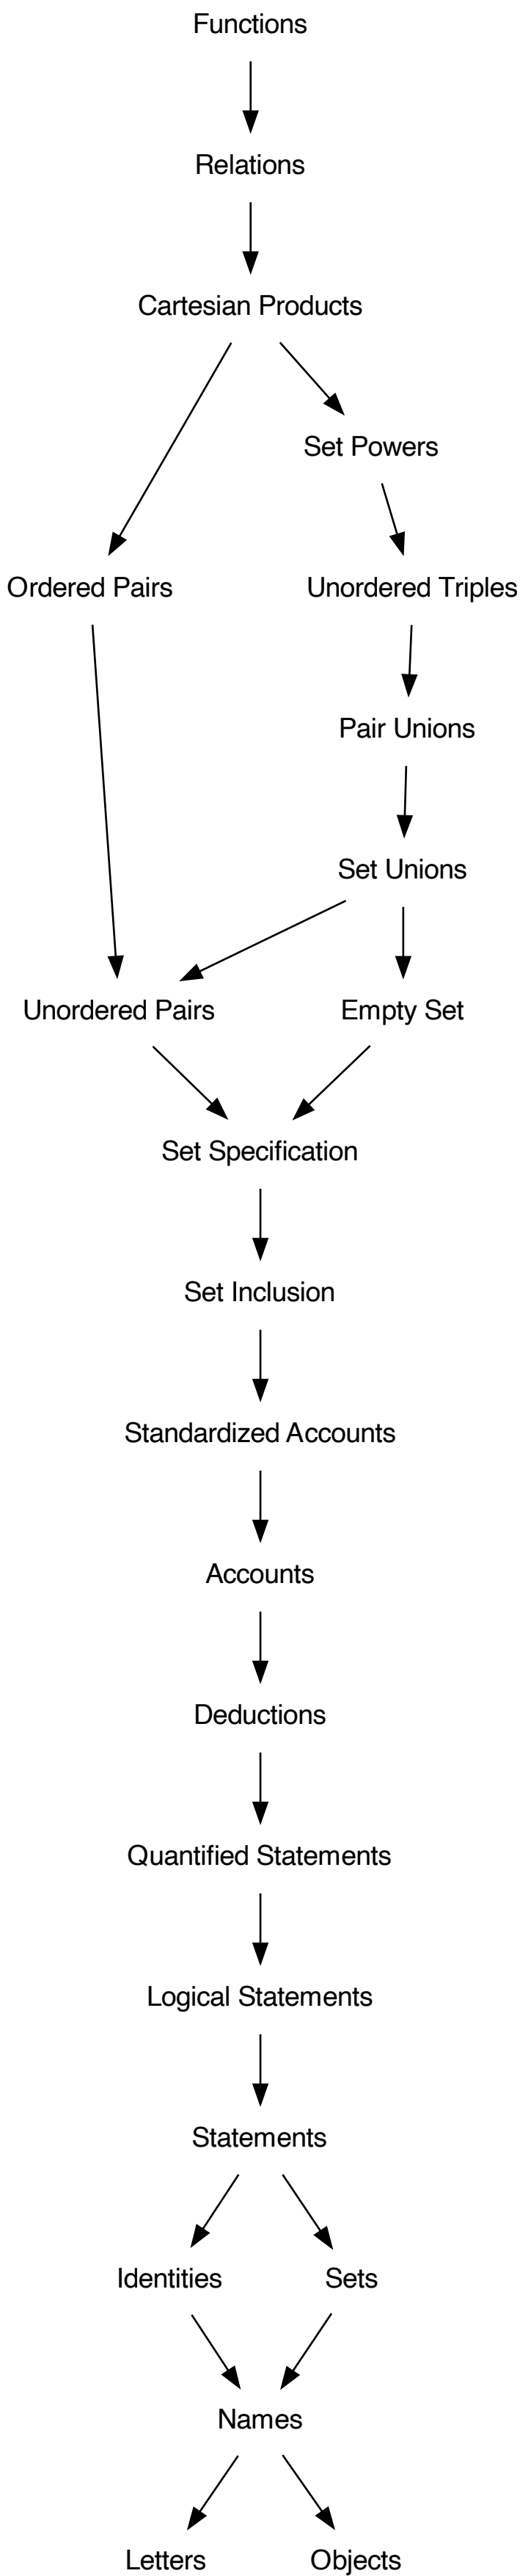 Functions
Relations
Cartesian Products
Set Powers
Ordered Pairs
Unordered Triples
Pair Unions
Set Unions
Unordered Pairs
Empty Set
Set Specification
Set Inclusion
Standardized Accounts
Accounts
Deductions
Quantified Statements
Logical Statements
Statements
Identities
Sets
Names
Letters
Objects